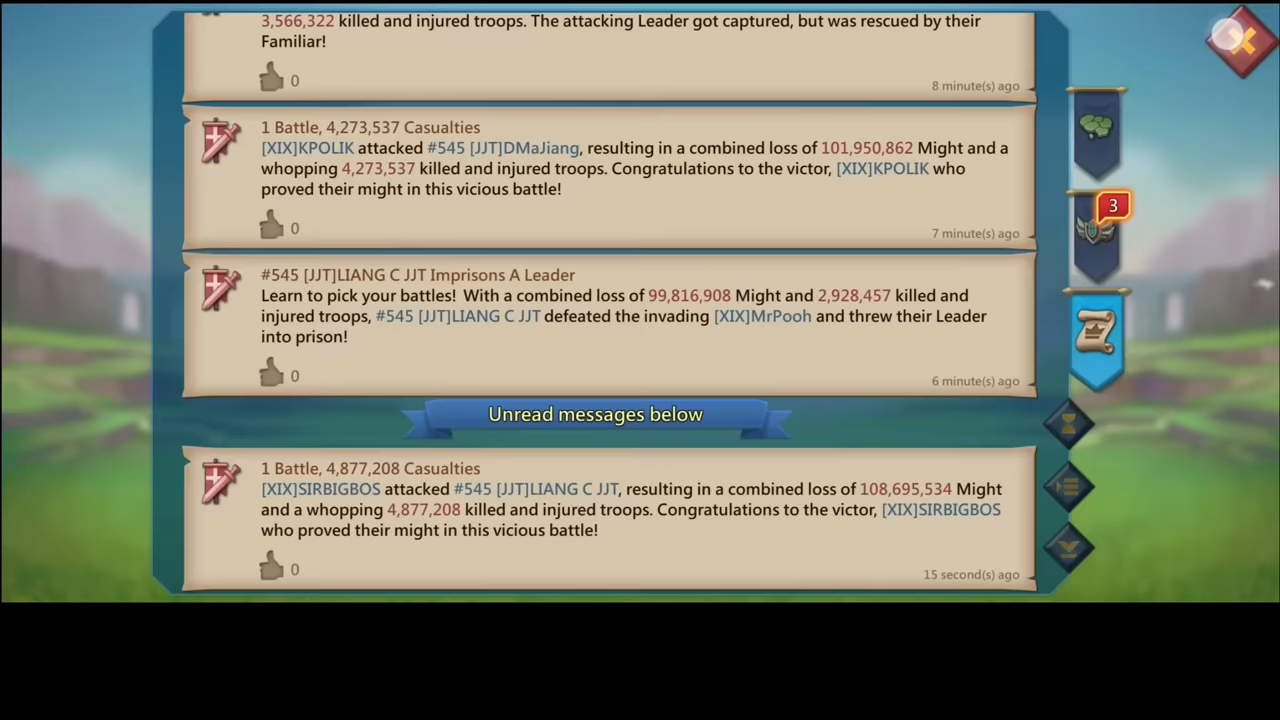 3,566,322 killed and injured troops. The attacking Leader got captured, but was rescued by their
Familiar!
0
8 minute(s) ago
1 Battle, 4,273,537 Casualties
[XIX]KPOLIK attacked #545 [JJT]DMaJiang, resulting in a combined loss of 101,950,862 Might and a
whopping 4,273,537 killed and injured troops. Congratulations to the victor, [XIX]KPOLIK who
proved their might in this vicious battle!
0
7 minute(s) ago
3
#545 [JJT]LIANG C JJT Imprisons A Leader
Learn to pick your battles! With a combined loss of 99,816,908 Might and 2,928,457 killed and
injured troops, #545 [JJT]LIANG C JJT defeated the invading [XIX]MrPooh and threw their Leader
into prison!
0
6 minute(s) ago
Unread messages below
1 Battle, 4,877,208 Casualties
[XIX]SIRBIGBOS attacked #545 [JJT]LIANG C JJT, resulting in a combined loss of 108,695,534 Might
and a whopping 4,877,208 killed and injured troops. Congratulations to the victor, [XIX]SIRBIGBOS
who proved their might in this vicious battle!
0
15 second(s) ago